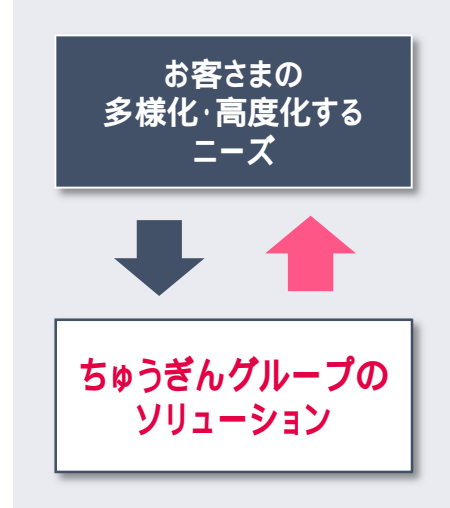 お客さまの
多様化･高度化する
ニーズ
ちゅうぎんグループの
ソリューション